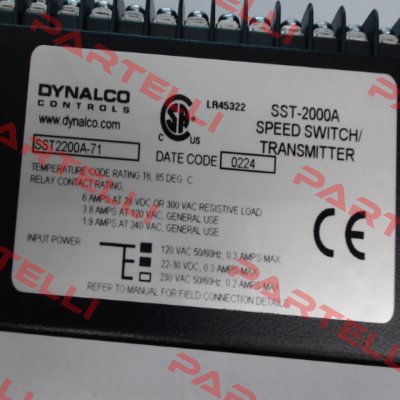 DYNALCO
CONTROLS
www.dynalco.com
SA
C US
LR45322
SST-2000A
SPEED SWITCH/
TRANSMITTER
SST2200A-71
DATE CODE 0224
TEMPERATURE CODE RATING T6, 85 DEG. C
RELAY CONTACT RATING,
6 AMPS AT 28 VDC OR 300 VAC RESISTIVE LOAD
3.8 AMPS AT 120 VAC, GENERAL USE
1.9 AMPS AT 240 VAC, GENERAL USE
CE
INPUT POWER
120 VAC 50/60Hz, 0.3 AMPS MAX
22-30 VDC, 0.3 AMPS MAX
230 VAC 50/60Hz, 0.2 AMPS MAX
REFER TO MANUAL FOR FIELD CONNECTION DETAILS
PARTELLI
PARTELLI
PARTELLI